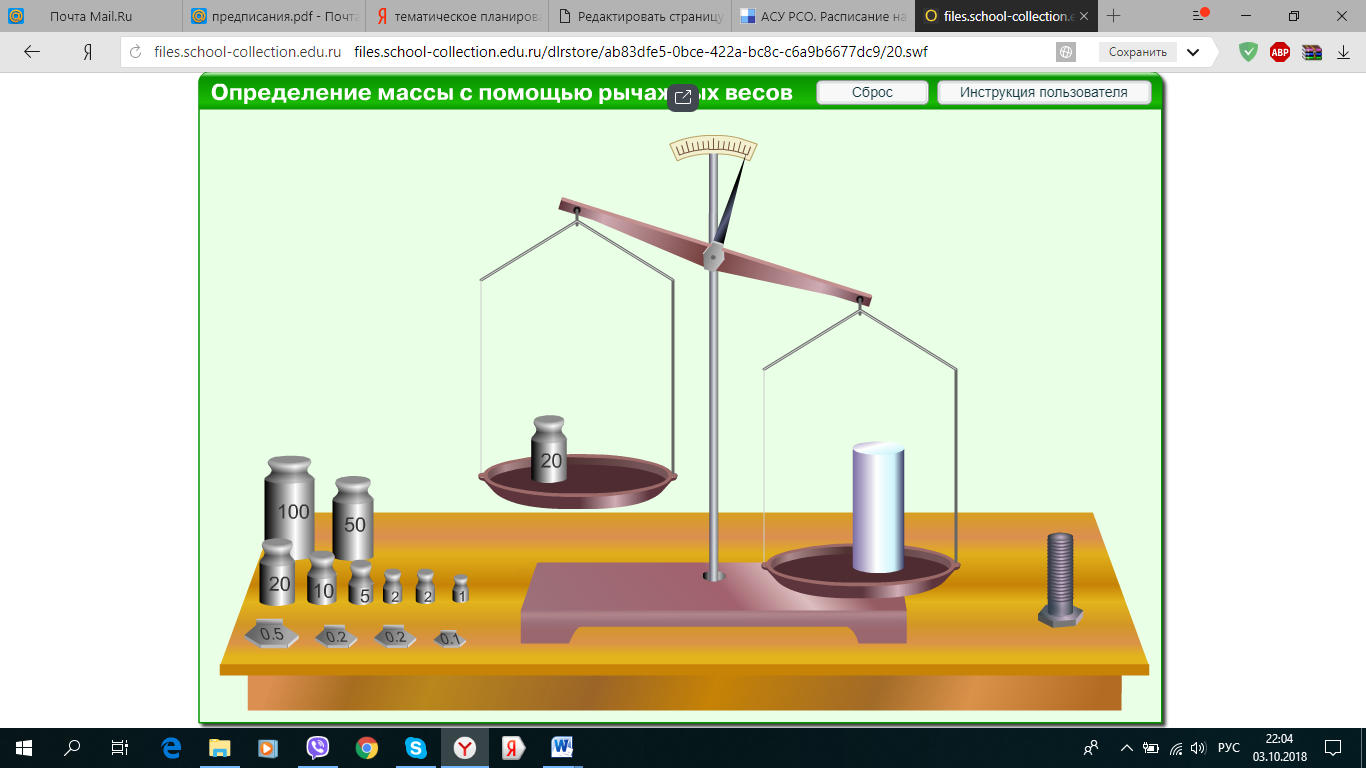 Почта Mail.Ru
предписания.pdf - Почта
тематическое планиров
Редактировать страницу
АСУ РСО. Расписание на
files.school-collection.e
files.school-collection.edu.ru files.school-collection.edu.ru/dlrstore/ab83dfe5-0bce-422a-bc8c-c6a9b6677dc9/20.swf
Сохранить
ABP
Определение массы с помощью рычажных весов
Сброс
Инструкция пользователя
20
100
50
20
10
5
2
2
1
0.5
0.2
0.2
0.1
РУС
22:04
03.10.2018